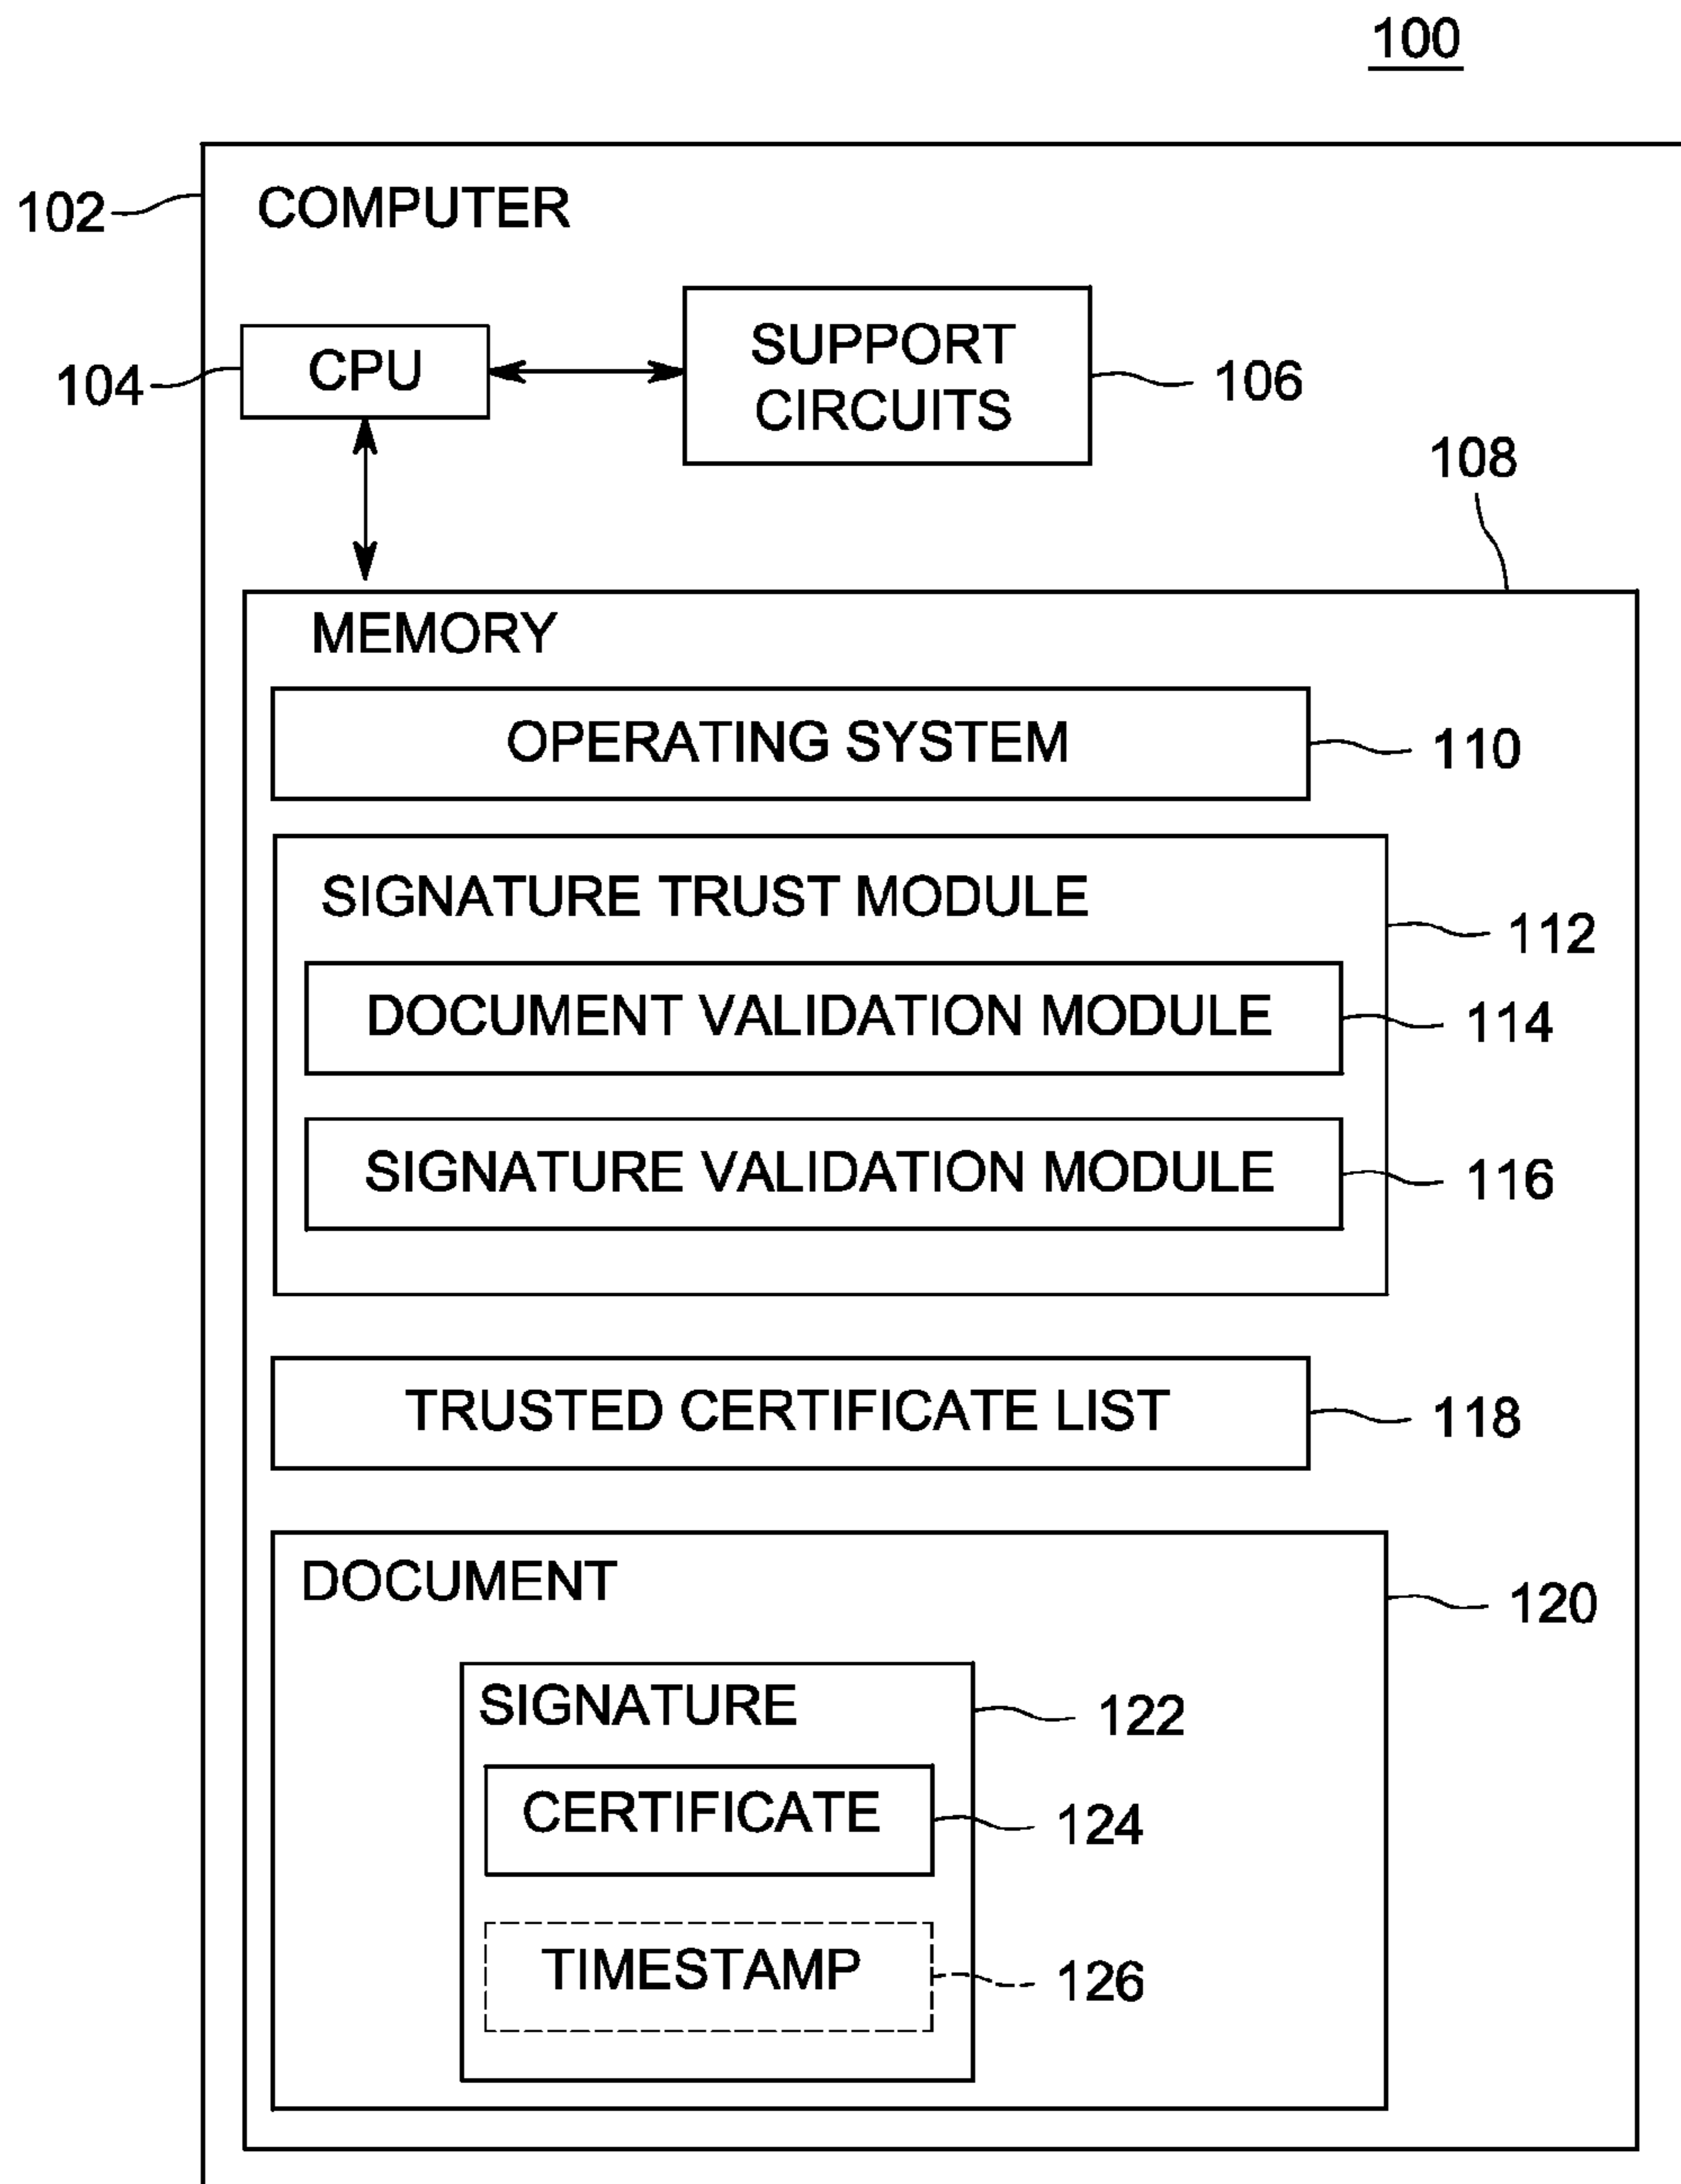 100
102
COMPUTER
104
CPU
SUPPORT
CIRCUITS
106
108
MEMORY
OPERATING SYSTEM
110
SIGNATURE TRUST MODULE
112
DOCUMENT VALIDATION MODULE
114
SIGNATURE VALIDATION MODULE
116
TRUSTED CERTIFICATE LIST
118
DOCUMENT
120
SIGNATURE
122
CERTIFICATE
124
TIMESTAMP
126